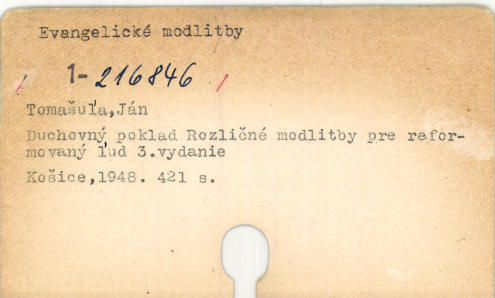 Evangelické modlitby
1-216846
Tomašuľa,Ján
Duchovný poklad Rozličné modlitby pre refor-
movaný ľud 3.vydanie
Košice,1948. 421 s.